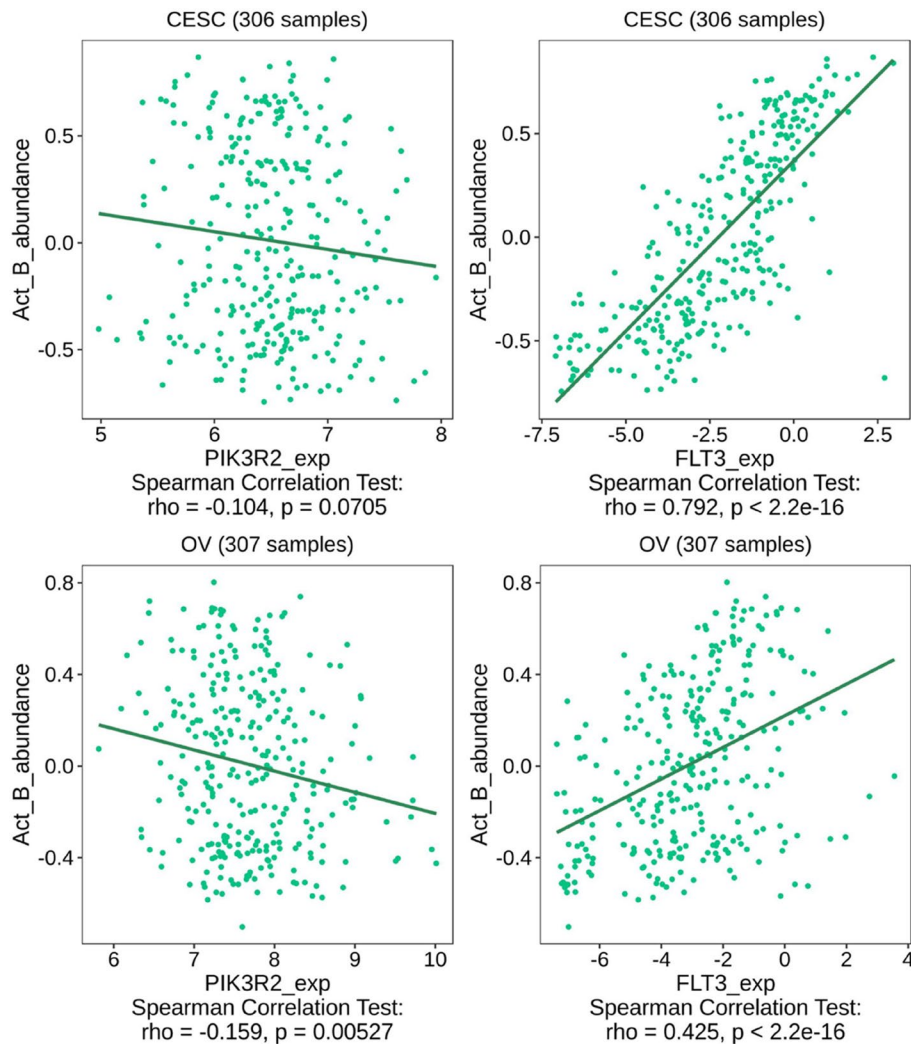 CESC (306 samples)
Act_B_abundance
0.5
0.0
-0.5
5
6
7
8
PIK3R2_exp
Spearman Correlation Test:
rho = -0.104, p = 0.0705
CESC (306 samples)
Act_B_abundance
0.5
0.0
-0.5
-7.5
-5.0
-2.5
0.0
2.5
FLT3_exp
Spearman Correlation Test:
rho = 0.792, p < 2.2e-16
OV (307 samples)
Act_B_abundance
0.8
0.4
0.0
-0.4
6
7
8
9
10
PIK3R2_exp
Spearman Correlation Test:
rho = -0.159, p = 0.00527
OV (307 samples)
Act_B_abundance
0.8
0.4
0.0
-0.4
-6
-4
-2
0
2
4
FLT3_exp
Spearman Correlation Test:
rho = 0.425, p < 2.2e-16